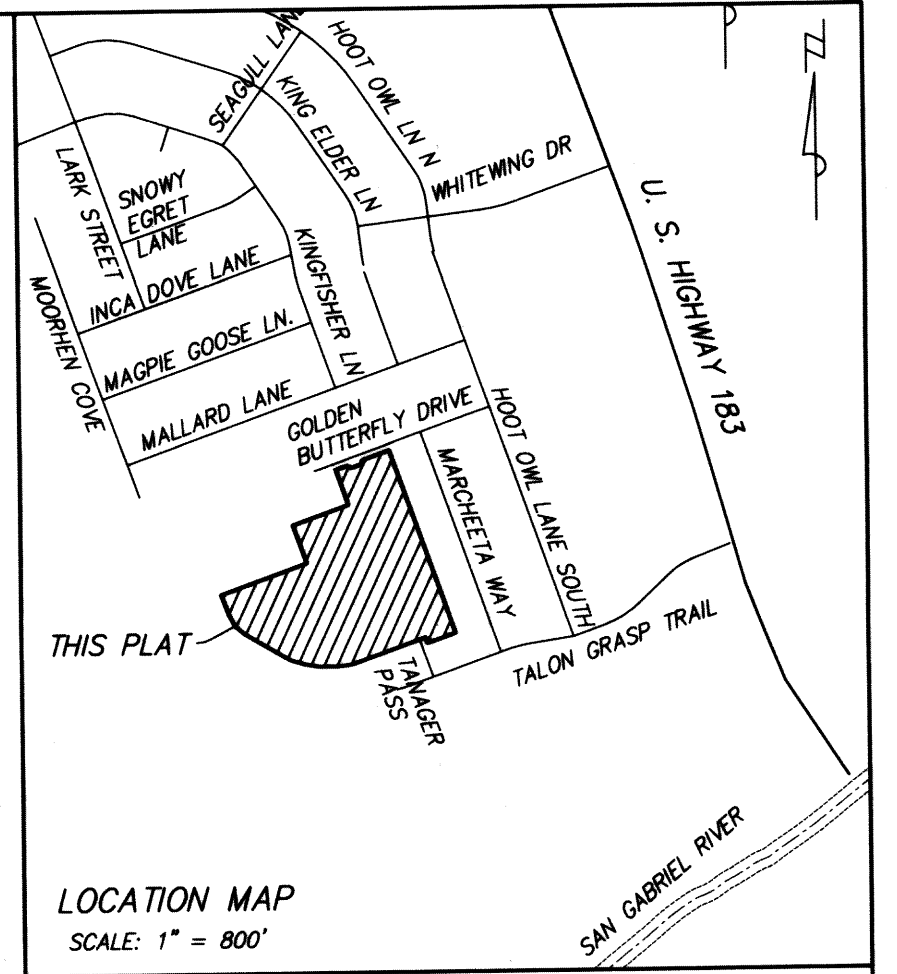 SEAGULL LANE
HOOT OWL LN N
KING ELDER LN
WHITEWING DR
N
LARK STREET
SNOWY
EGRET
LANE
U. S. HIGHWAY 183
INCA DOVE LANE
KINGFISHER LN
MOORHEN COVE
MAGPIE GOOSE LN.
MALLARD LANE
GOLDEN
BUTTERFLY DRIVE
HOOT OWL LANE SOUTH
MARCHEETA WAY
THIS PLAT
TANAGER
PASS
TALON GRASP TRAIL
SAN GABRIEL RIVER
LOCATION MAP
SCALE: 1" = 800'